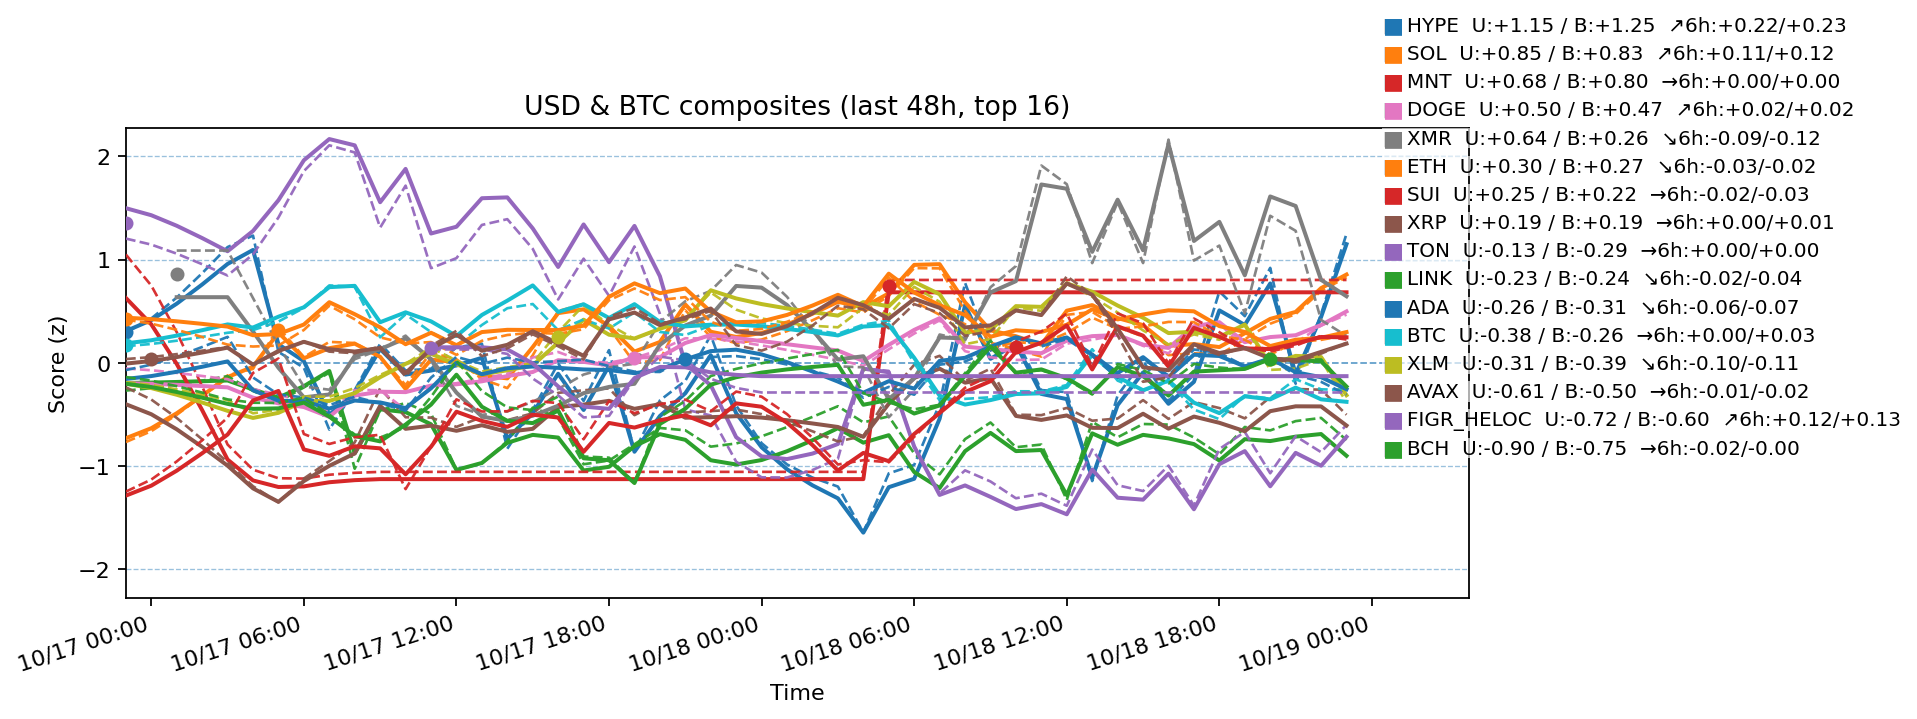 HYPE  U:+1.15 / B:+1.25  ↗6h:+0.22/+0.23
SOL  U:+0.85 / B:+0.83  ↗6h:+0.11/+0.12
MNT  U:+0.68 / B:+0.80  →6h:+0.00/+0.00
DOGE  U:+0.50 / B:+0.47  ↗6h:+0.02/+0.02
XMR  U:+0.64 / B:+0.26  ↘6h:-0.09/-0.12
ETH  U:+0.30 / B:+0.27  ↘6h:-0.03/-0.02
SUI  U:+0.25 / B:+0.22  →6h:-0.02/-0.03
XRP  U:+0.19 / B:+0.19  →6h:+0.00/+0.01
TON  U:-0.13 / B:-0.29  →6h:+0.00/+0.00
LINK  U:-0.23 / B:-0.24  ↘6h:-0.02/-0.04
ADA  U:-0.26 / B:-0.31  ↘6h:-0.06/-0.07
BTC  U:-0.38 / B:-0.26  →6h:+0.00/+0.03
XLM  U:-0.31 / B:-0.39  ↘6h:-0.10/-0.11
AVAX  U:-0.61 / B:-0.50  →6h:-0.01/-0.02
FIGR_HELOC  U:-0.72 / B:-0.60  ↗6h:+0.12/+0.13
BCH  U:-0.90 / B:-0.75  →6h:-0.02/-0.00
USD & BTC composites (last 48h, top 16)
Score (z)
2
1
0
−1
−2
10/17 00:00
10/17 06:00
10/17 12:00
10/17 18:00
10/18 00:00
10/18 06:00
10/18 12:00
10/18 18:00
10/19 00:00
Time